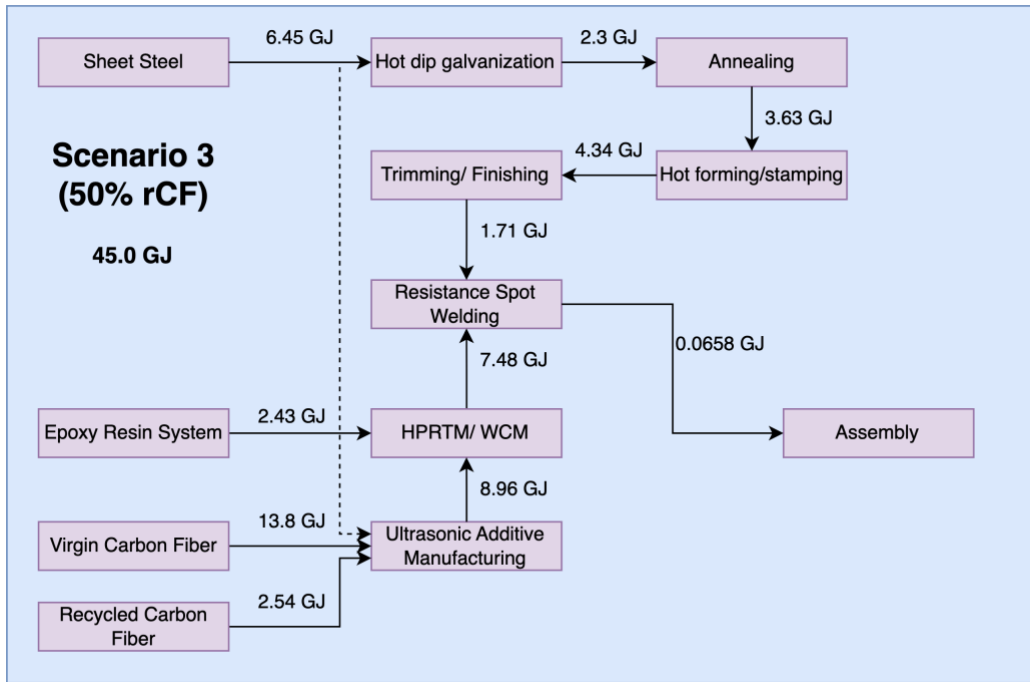 6.45 GJ
2.3 GJ
Sheet Steel
Hot dip galvanization
Annealing
3.63 GJ
Scenario 3
(50% rCF)
45.0 GJ
4.34 GJ
Trimming/ Finishing
Hot forming/stamping
1.71 GJ
Resistance Spot
Welding
0.0658 GJ
7.48 GJ
2.43 GJ
Epoxy Resin System
HPRTM/ WCM
Assembly
8.96 GJ
13.8 GJ
Virgin Carbon Fiber
Ultrasonic Additive
Manufacturing
2.54 GJ
Recycled Carbon
Fiber